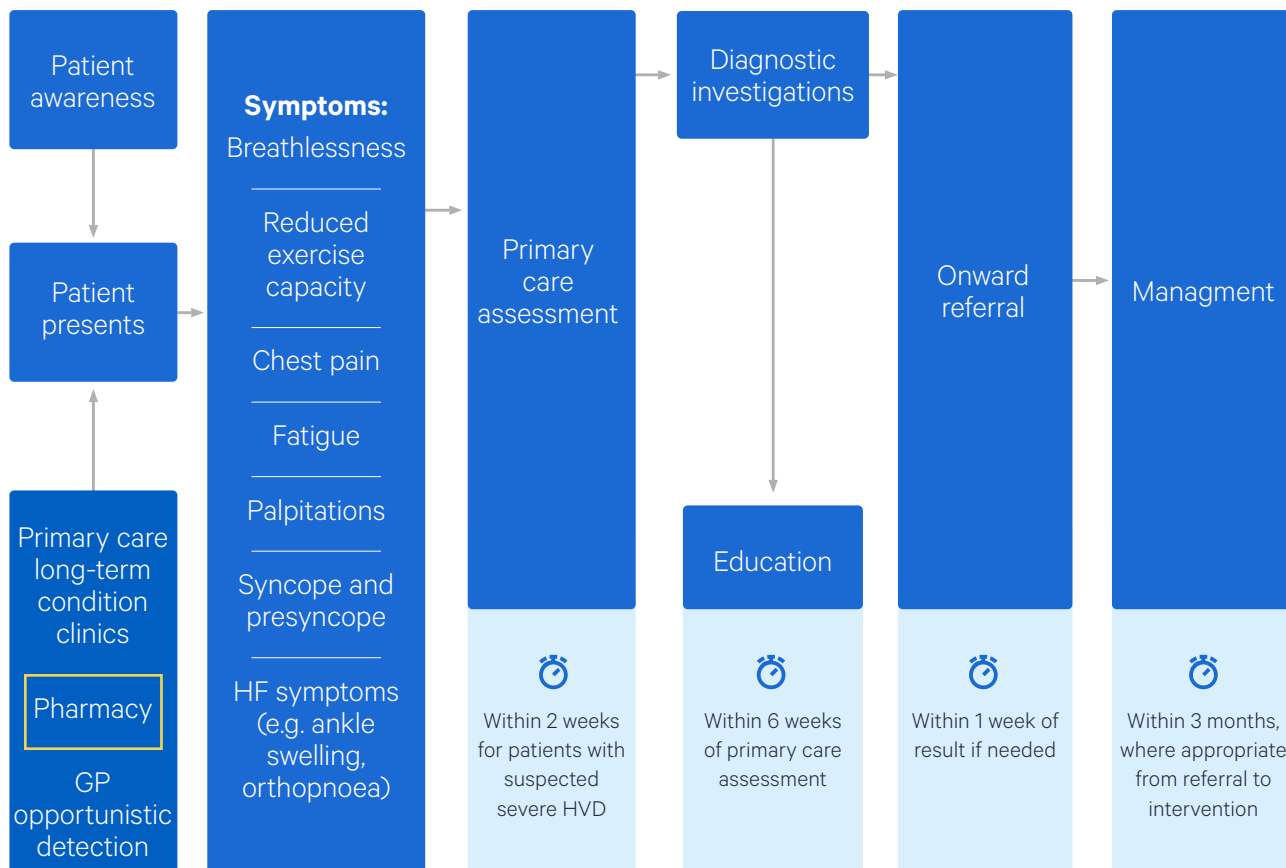 Patient
awareness
Patient
presents
Primary care
long-term
condition
clinics
Pharmacy
GP
opportunistic
detection
Symptoms:
Breathlessness
Reduced
exercise
capacity
Chest pain
Fatigue
Palpitations
Syncope and
presyncope
HF symptoms
(e.g. ankle
swelling,
orthopnoea)
Primary
care
assessment
Within 2 weeks
for patients with
suspected
severe HVD
Diagnostic
investigations
Education
Within 6 weeks
of primary care
assessment
Onward
referral
Within 1 week of
result if needed
Managment
Within 3 months,
where appropriate
from referral to
intervention